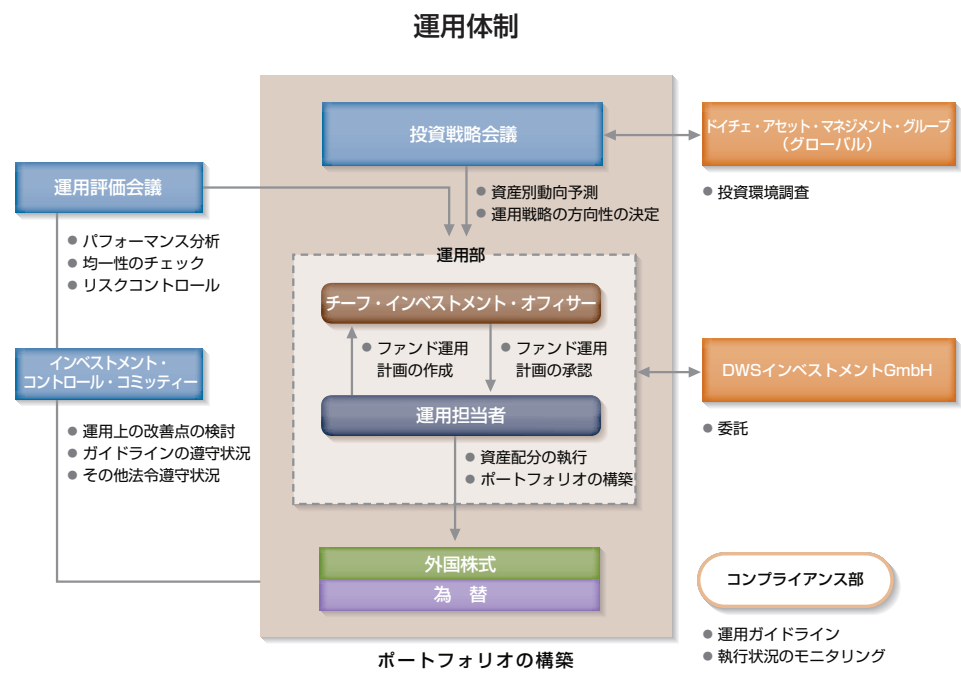 運用体制
投資戦略会議
ドイチェ・アセット・マネジメント・グループ
（グローバル）
● 投資環境調査
運用評価会議
● パフォーマンス分析
● 均一性のチェック
● リスクコントロール
● 資産別動向予測
● 運用戦略の方向性の決定
運用部
チーフ・インベストメント・オフィサー
● ファンド運用
計画の作成
● ファンド運用
計画の承認
運用担当者
● 資産配分の執行
● ポートフォリオの構築
インベストメント・
コントロール・コミッティー
● 運用上の改善点の検討
● ガイドラインの遵守状況
● その他法令遵守状況
DWSインベストメントGmbH
● 委託
外国株式
為 替
コンプライアンス部
● 運用ガイドライン
● 執行状況のモニタリング
ポートフォリオの構築